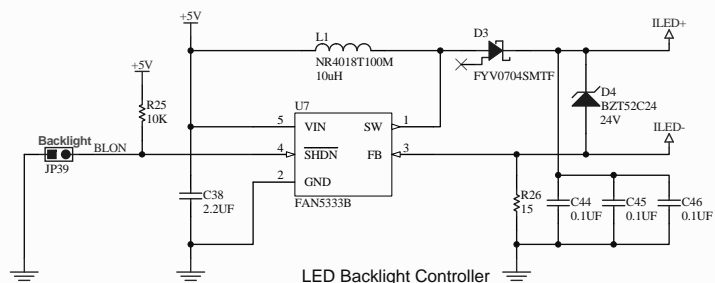 +5V
L1
NR4018T100M
10uH
D3
FYV0704SMTF
ILED+
+5V
R25
10K
U7
5 VIN SW 1
4 SHDN FB 3
2 GND
FAN5333B
D4
BZT52C24
24V
ILED-
Backlight
BLON
JP39
C38
2.2UF
R26
15
C44
0.1UF
C45
0.1UF
C46
0.1UF
LED Backlight Controller